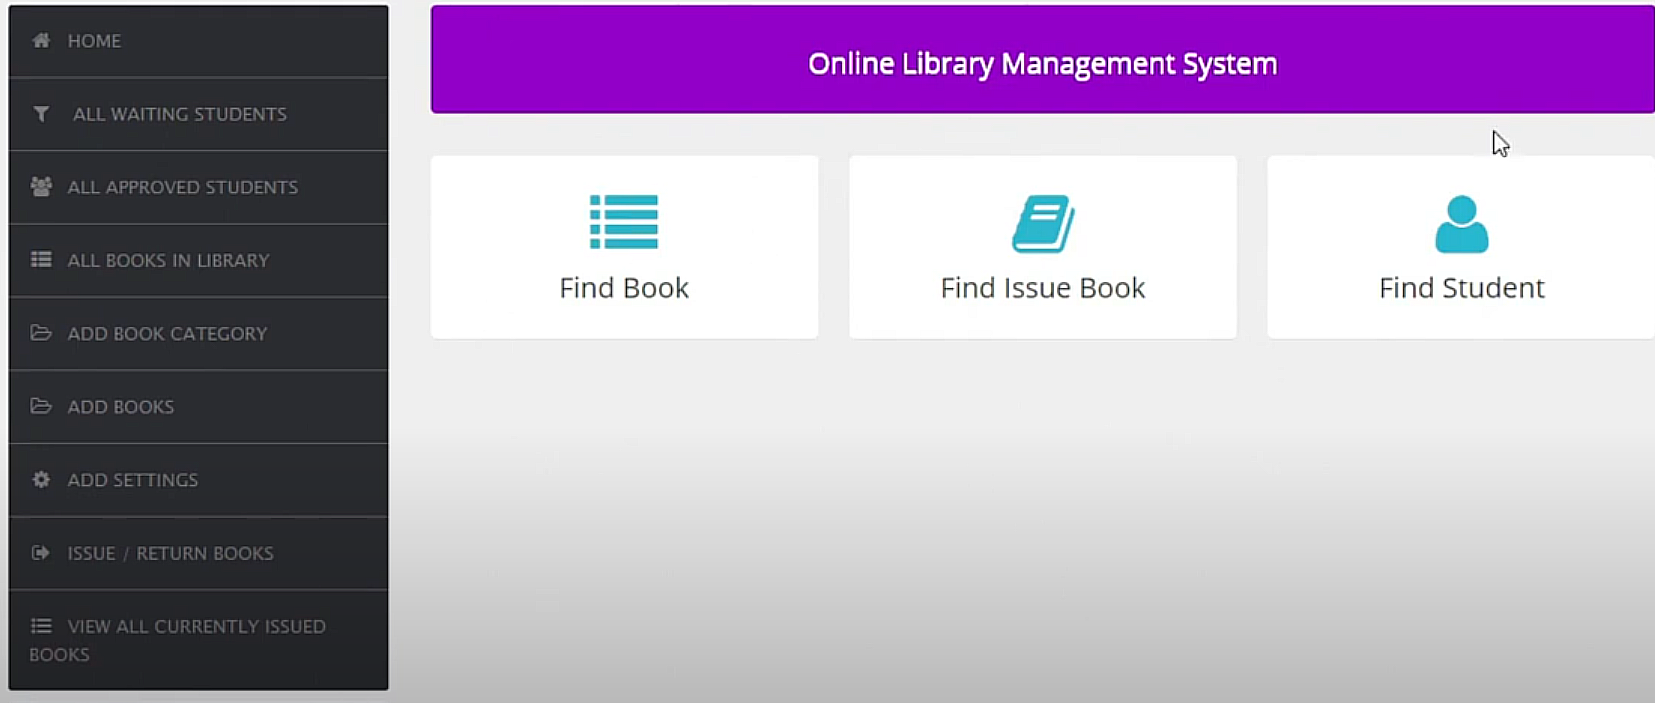 HOME
ALL WAITING STUDENTS
ALL APPROVED STUDENTS
ALL BOOKS IN LIBRARY
ADD BOOK CATEGORY
ADD BOOKS
ADD SETTINGS
ISSUE / RETURN BOOKS
VIEW ALL CURRENTLY ISSUED
BOOKS
Online Library Management System
Find Book
Find Issue Book
Find Student